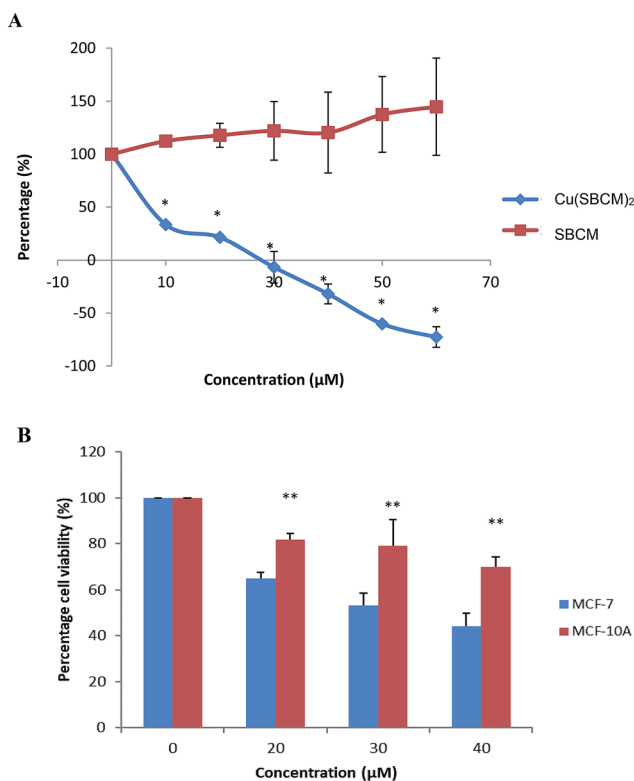 A
200
150
100
50
0
-50
-100
-10
10
30
50
70
Percentage (%)
Concentration (µM)
* * * * * *
Cu(SBCM)₂
SBCM
B
120
100
80
60
40
20
0
Percentage cell viability (%)
** ** **
0 20 30 40
Concentration (µM)
MCF-7
MCF-10A